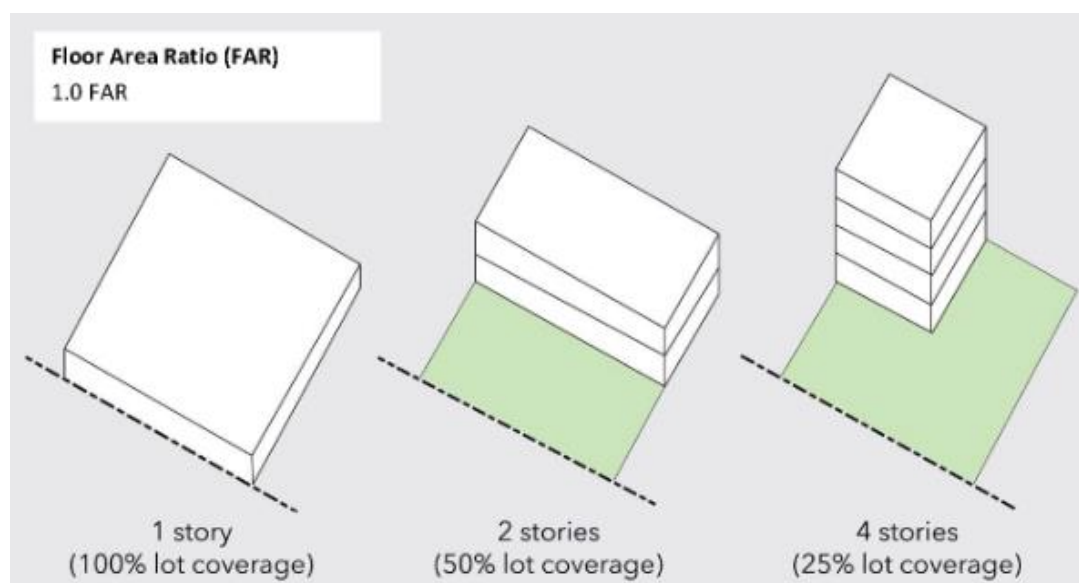 Floor Area Ratio (FAR)
1.0 FAR
1 story
(100% lot coverage)
2 stories
(50% lot coverage)
4 stories
(25% lot coverage)